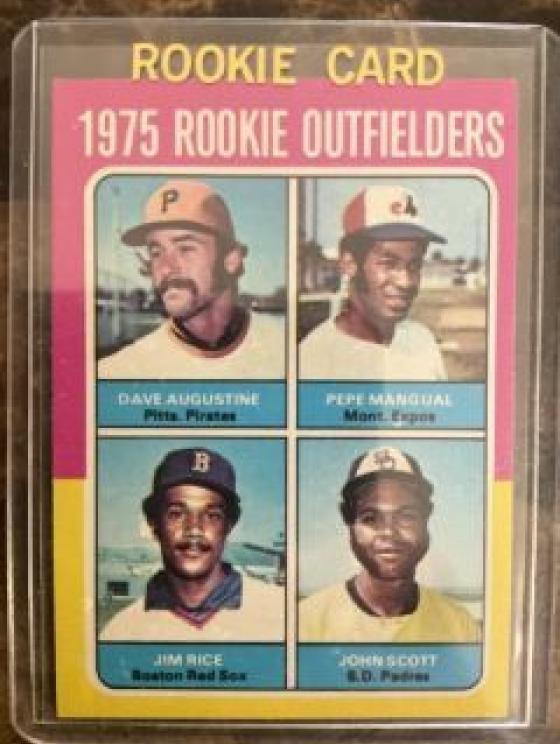 ROOKIE CARD
1975 ROOKIE OUTFIELDERS
P
e
DAVE AUGUSTINE
Pitts. Pirates
PEPE MANGUAL
Mont. Expos
B
SD
JIM RICE
Boston Red Sox
JOHN SCOTT
S.D. Padres